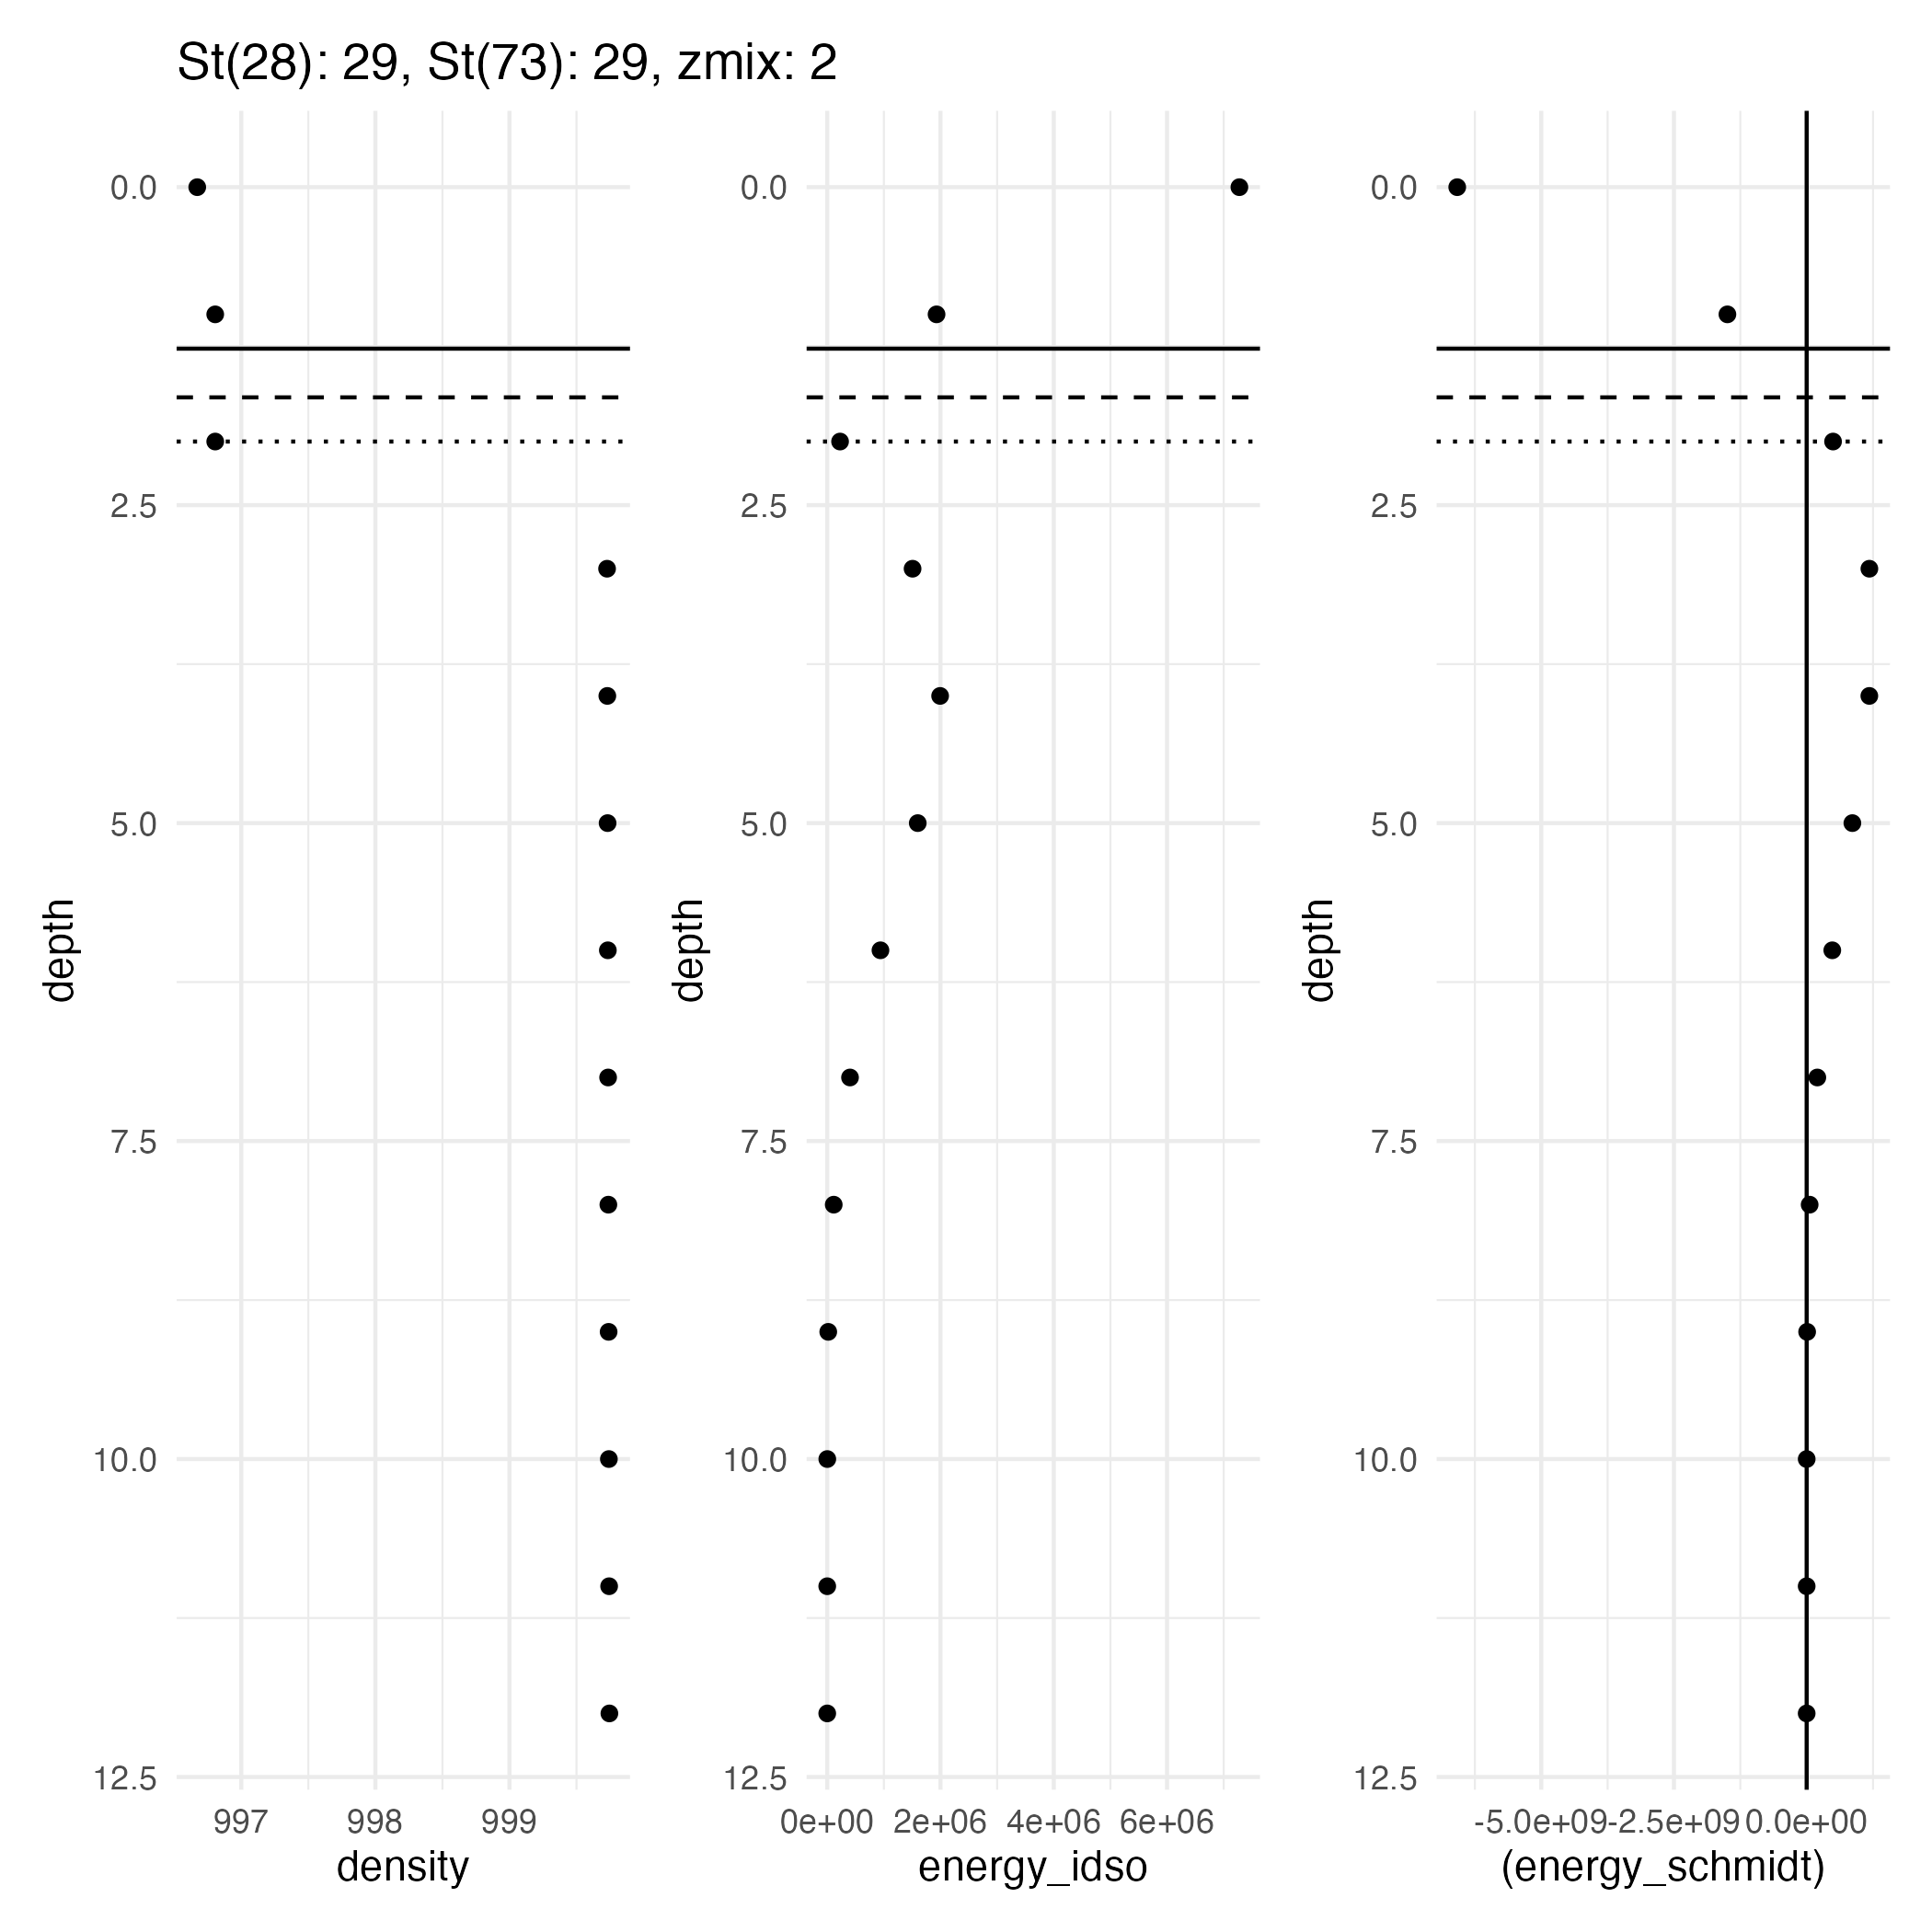 St(28): 29, St(73): 29, zmix: 2
0.0
2.5
5.0
7.5
10.0
12.5
depth
997 998 999
density
0.0
2.5
5.0
7.5
10.0
12.5
depth
0e+00 2e+06 4e+06 6e+06
energy_idso
0.0
2.5
5.0
7.5
10.0
12.5
depth
-5.0e+09 -2.5e+09 0.0e+00
(energy_schmidt)